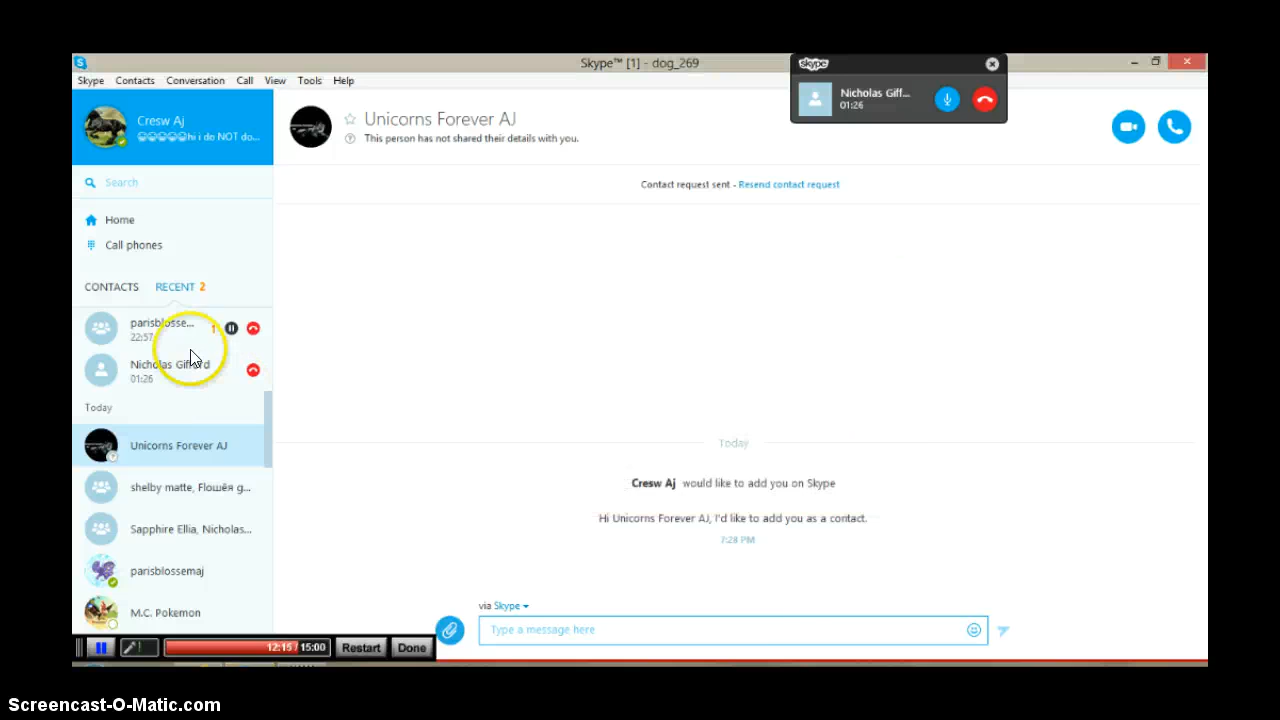 Skype™ [1] - dog_269
Skype Contacts Conversation Call View Tools Help
skype
Nicholas Giff...
01:26
Cresw Aj
hi i do NOT do...
Unicorns Forever AJ
This person has not shared their details with you.
Search
Contact request sent - Resend contact request
Home
Call phones
CONTACTS RECENT 2
parisblosse... 1
22:57
Nicholas Gifford
01:26
Today
Unicorns Forever AJ
shelby matte, Floшёя g...
Sapphire Ellia, Nicholas...
parisblossemaj
M.C. Pokemon
Today
Cresw Aj would like to add you on Skype
Hi Unicorns Forever AJ, I'd like to add you as a contact.
7:28 PM
via Skype
Type a message here
12:15 / 15:00 Restart Done
Screencast-O-Matic.com